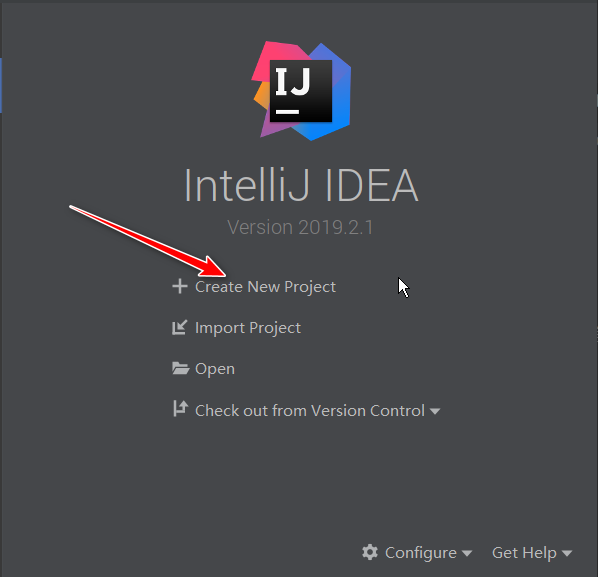 IJ
IntelliJ IDEA
Version 2019.2.1
Create New Project
Import Project
Open
Check out from Version Control
Configure Get Help